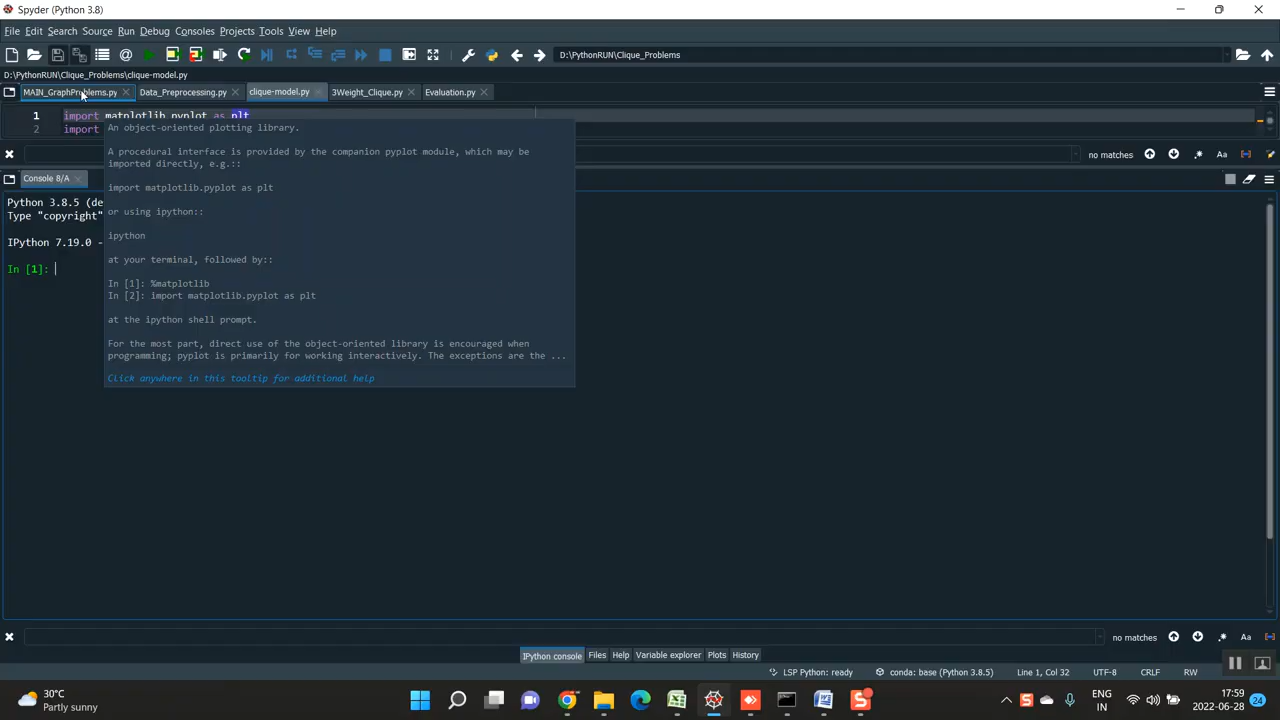 Spyder (Python 3.8)
File Edit Search Source Run Debug Consoles Projects Tools View Help
D:\PythonRUN\Clique_Problems
D:\PythonRUN\Clique_Problems\clique-model.py
MAIN_GraphProblems.py Data_Preprocessing.py clique-model.py 3Weight_Clique.py Evaluation.py
1 import matplotlib.pyplot as plt
2 import
An object-oriented plotting library.
A procedural interface is provided by the companion pyplot module, which may be
imported directly, e.g.::
import matplotlib.pyplot as plt
or using ipython::
ipython
at your terminal, followed by::
In [1]: %matplotlib
In [2]: import matplotlib.pyplot as plt
at the ipython shell prompt.
For the most part, direct use of the object-oriented library is encouraged when
programming; pyplot is primarily for working interactively. The exceptions are the ...
Click anywhere in this tooltip for additional help
no matches Aa
Console 8/A
Python 3.8.5 (de
Type "copyright"
IPython 7.19.0 -
In [1]:
no matches Aa
IPython console Files Help Variable explorer Plots History
LSP Python: ready conda: base (Python 3.8.5) Line 1, Col 32 UTF-8 CRLF RW
30°C
Partly sunny
ENG
IN
17:59
2022-06-28
24